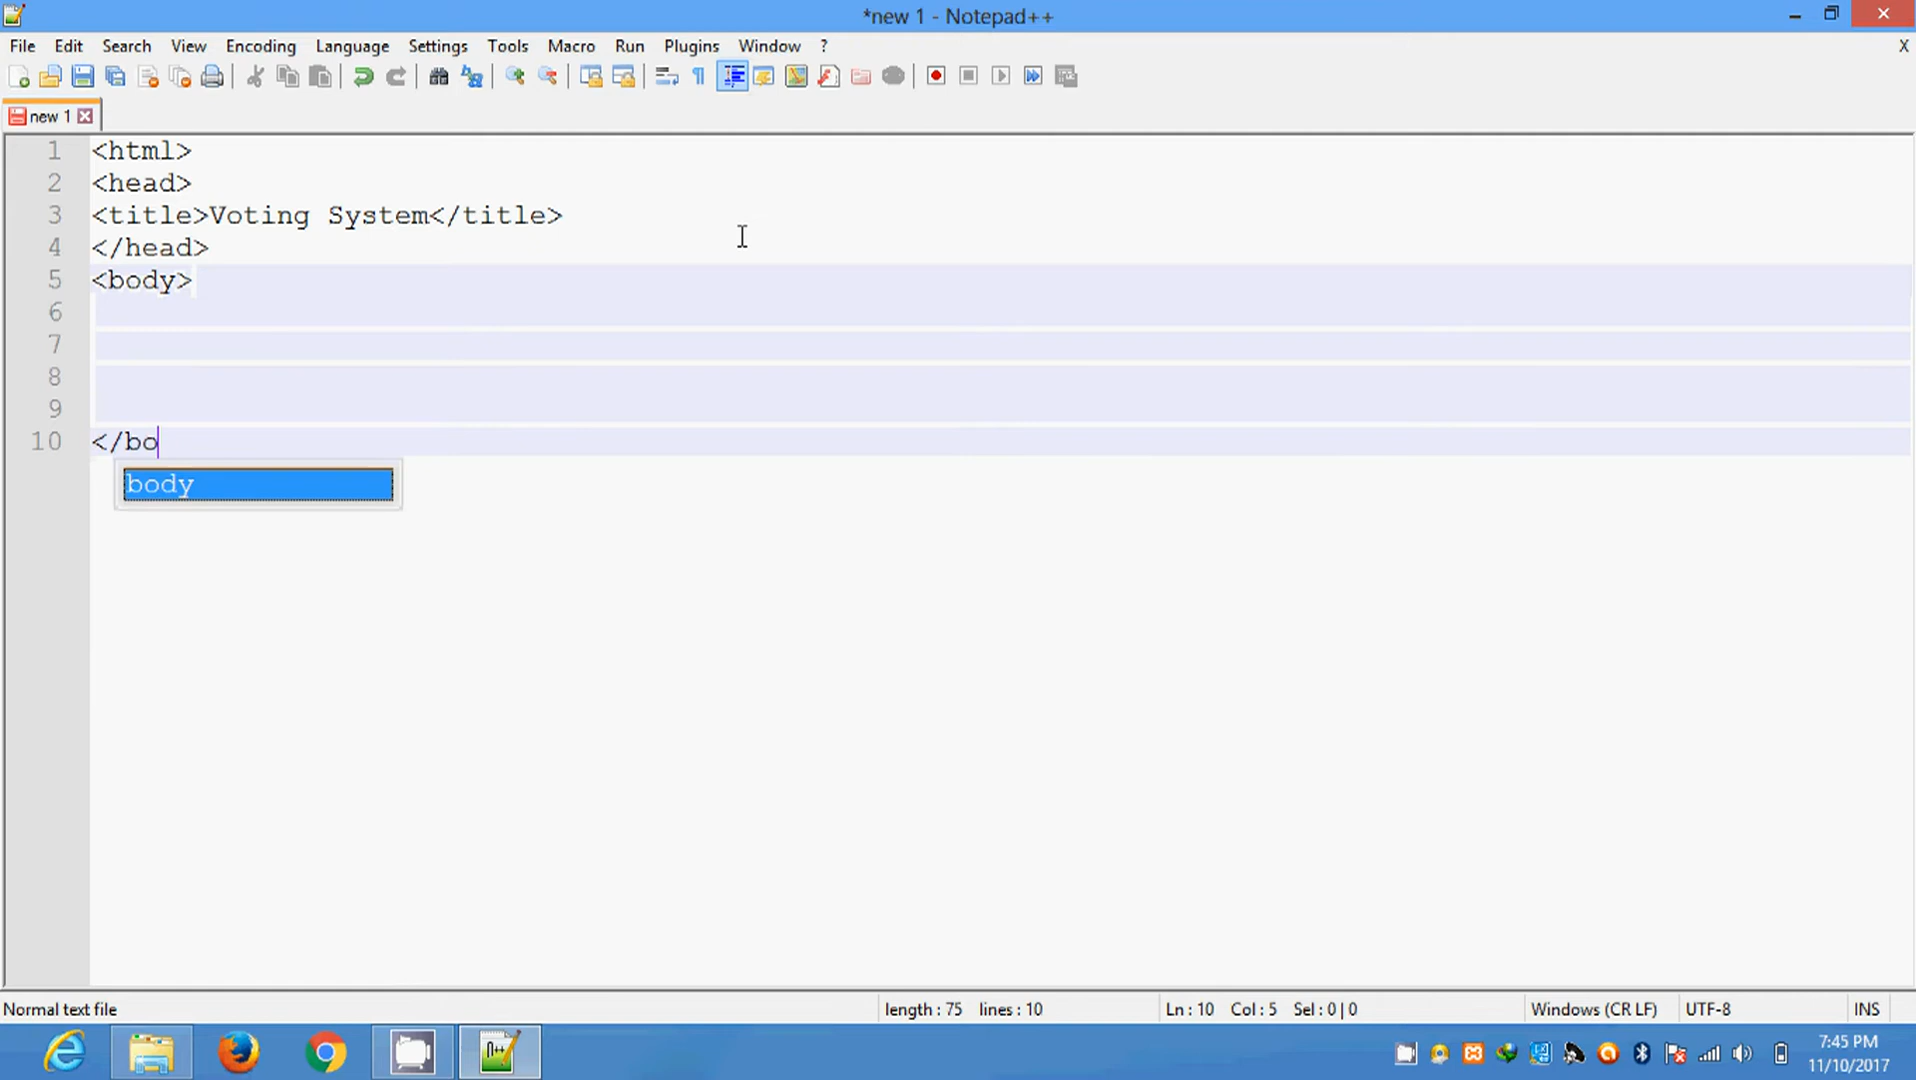 *new 1 - Notepad++
File Edit Search View Encoding Language Settings Tools Macro Run Plugins Window ? X
new 1
1 <html>
2 <head>
3 <title>Voting System</title>
4 </head>
5 <body>
6
7
8
9
10 </bo
body
Normal text file length : 75 lines : 10 Ln : 10 Col : 5 Sel : 0 | 0 Windows (CR LF) UTF-8 INS
7:45 PM
11/10/2017